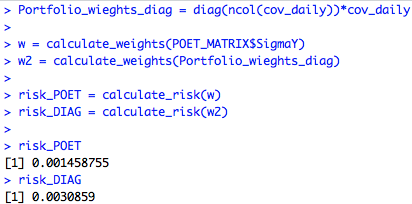 > Portfolio_wieghts_diag = diag(ncol(cov_daily))*cov_daily
>
> w = calculate_weights(POET_MATRIX$SigmaY)
> w2 = calculate_weights(Portfolio_wieghts_diag)
>
> risk_POET = calculate_risk(w)
> risk_DIAG = calculate_risk(w2)
>
> risk_POET
[1] 0.001458755
> risk_DIAG
[1] 0.0030859